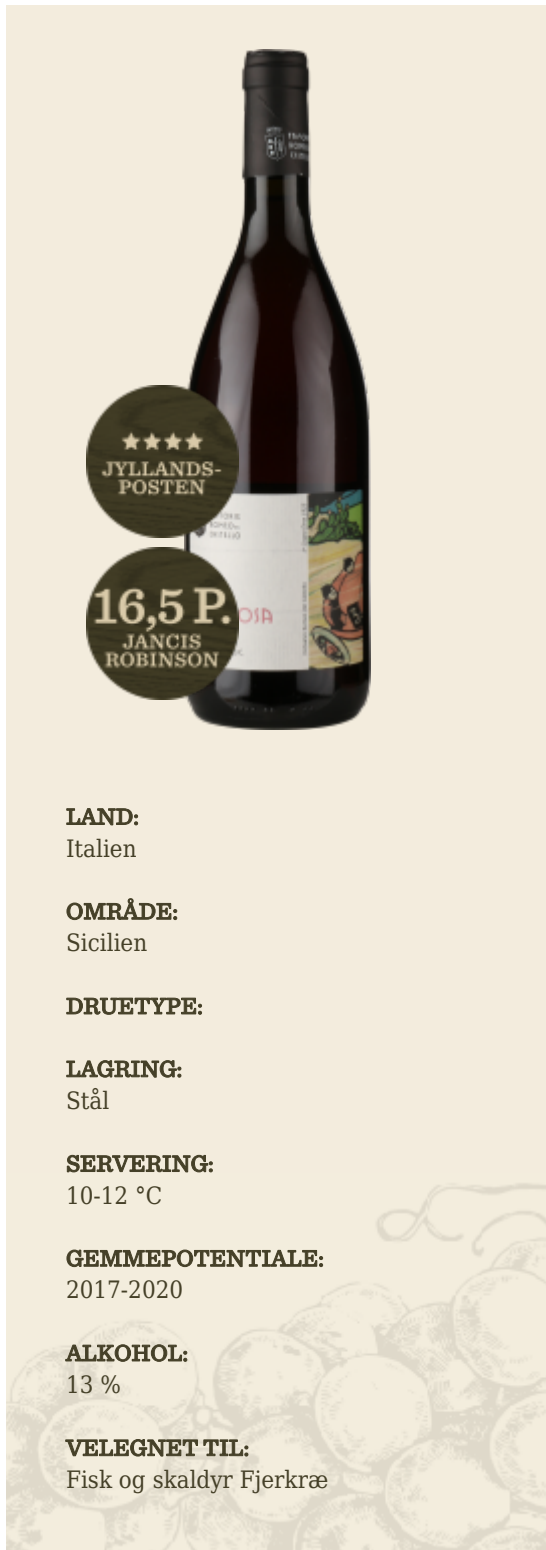 JYLLANDS-
POSTEN
16,5 P.
JANCIS
ROBINSON
LAND:
Italien
OMRÅDE:
Sicilien
DRUETYPE:
LAGRING:
Stål
SERVERING:
10-12 °C
GEMMEPOTENTIALE:
2017-2020
ALKOHOL:
13 %
VELEGNET TIL:
Fisk og skaldyr Fjerkræ